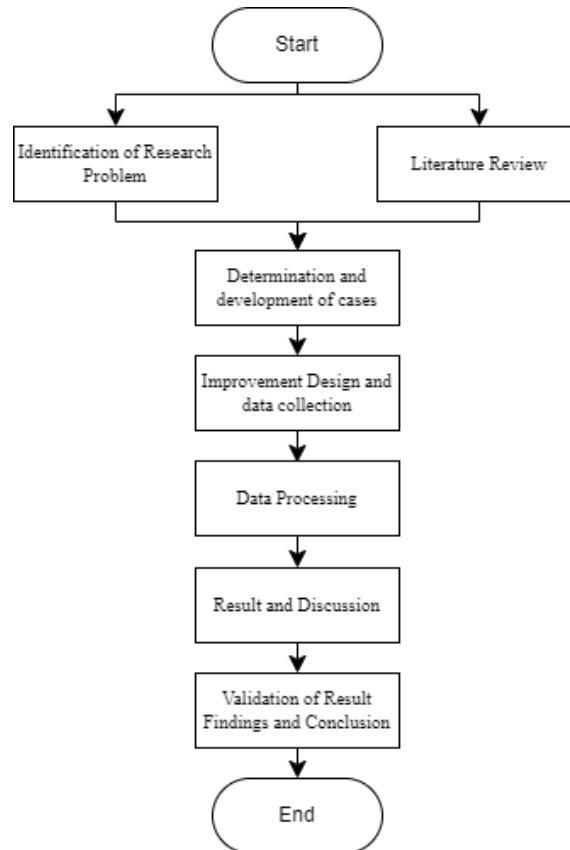 Start
Identification of Research
Problem
Literature Review
Determination and
development of cases
Improvement Design and
data collection
Data Processing
Result and Discussion
Validation of Result
Findings and Conclusion
End